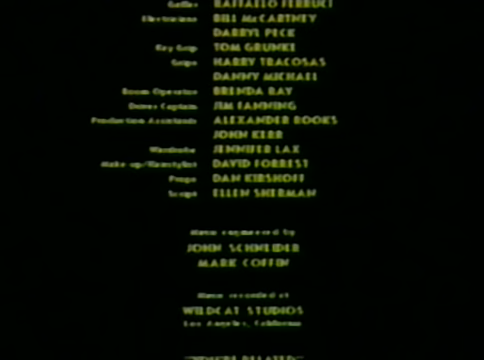 Gaffer RAFFAELLO FERRUCI
Electricians BILL McCARTNEY
DARRYL PECK
Key Grip TOM GRUNKE
Grips HARRY TRACOSAS
DANNY MICHAEL
Boom Operator BRENDA RAY
Driver Captain JIM FANNING
Production Assistants ALEXANDER ROOKS
JOHN KERR
Wardrobe JENNIFER LAX
Make-up/Hairstylist DAVID FORREST
Props DAN KIRSHOFF
Script ELLEN SHERMAN
Music engineered by
JOHN SCHNEIDER
MARK COFFIN
Music recorded at
WILDCAT STUDIOS
Los Angeles, California